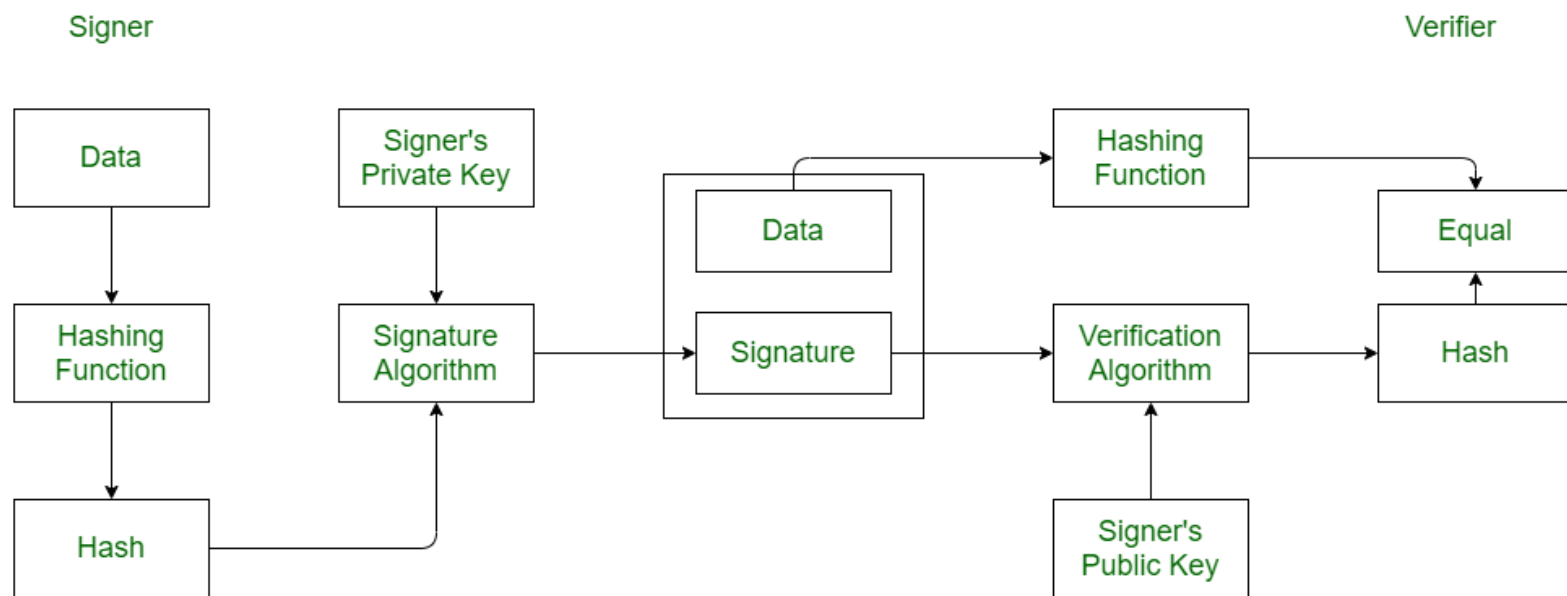 Signer
Verifier
Data
Signer's
Private Key
Hashing
Function
Data
Equal
Hashing
Function
Signature
Algorithm
Signature
Verification
Algorithm
Hash
Hash
Signer's
Public Key